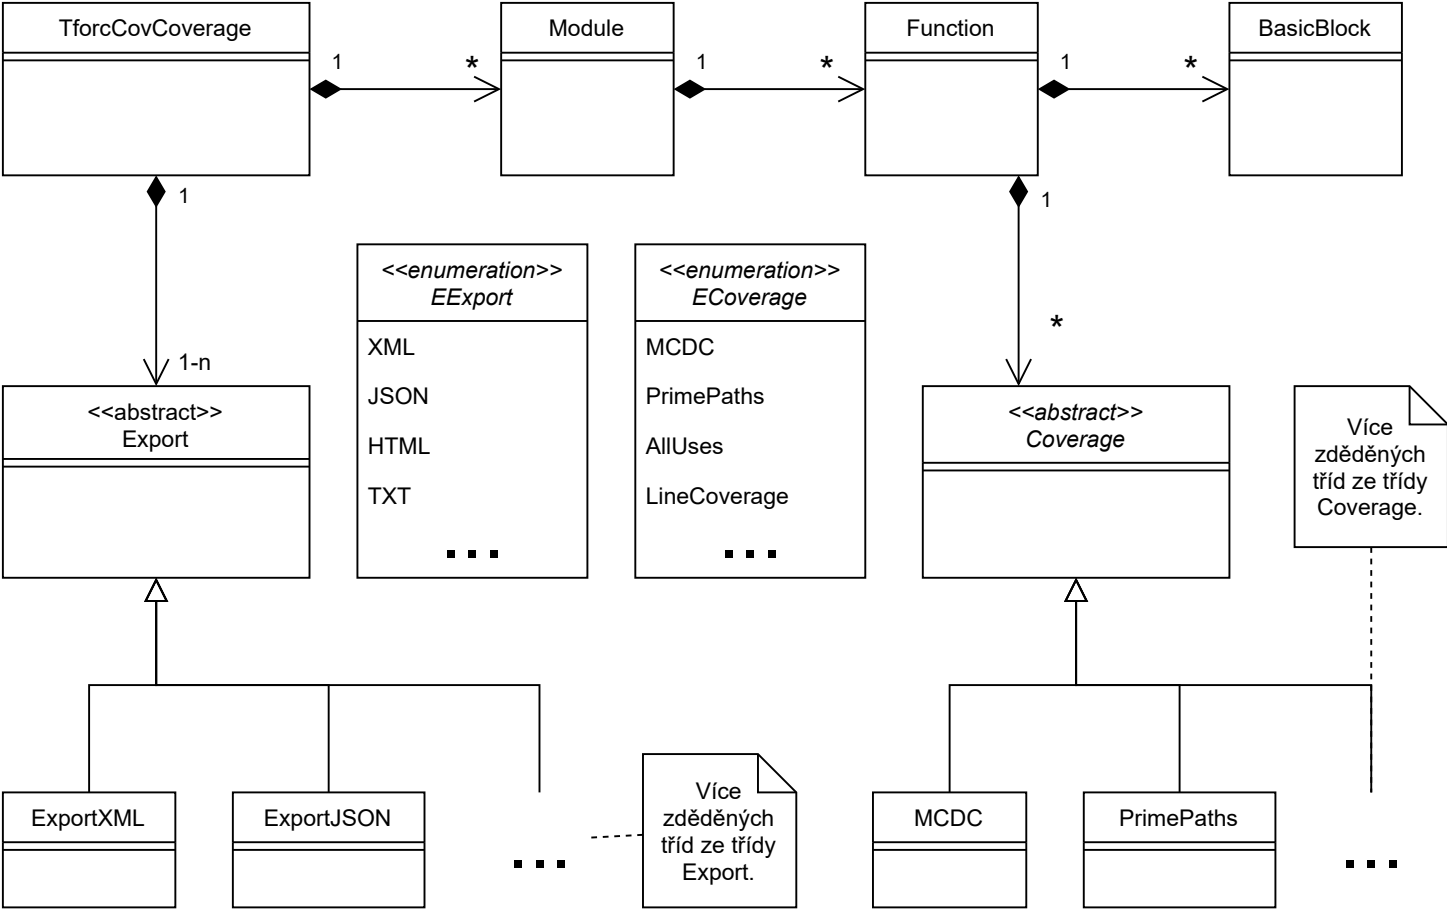 TforcCovCoverage
Module
Function
BasicBlock
1
*
1
*
1
*
1
1
<<enumeration>>
EExport
XML
JSON
HTML
TXT
...
<<enumeration>>
ECoverage
MCDC
PrimePaths
AllUses
LineCoverage
...
*
1-n
<<abstract>>
Export
<<abstract>>
Coverage
Více
zděděných
tříd ze třídy
Coverage.
ExportXML
ExportJSON
...
Více
zděděných
tříd ze třídy
Export.
MCDC
PrimePaths
...